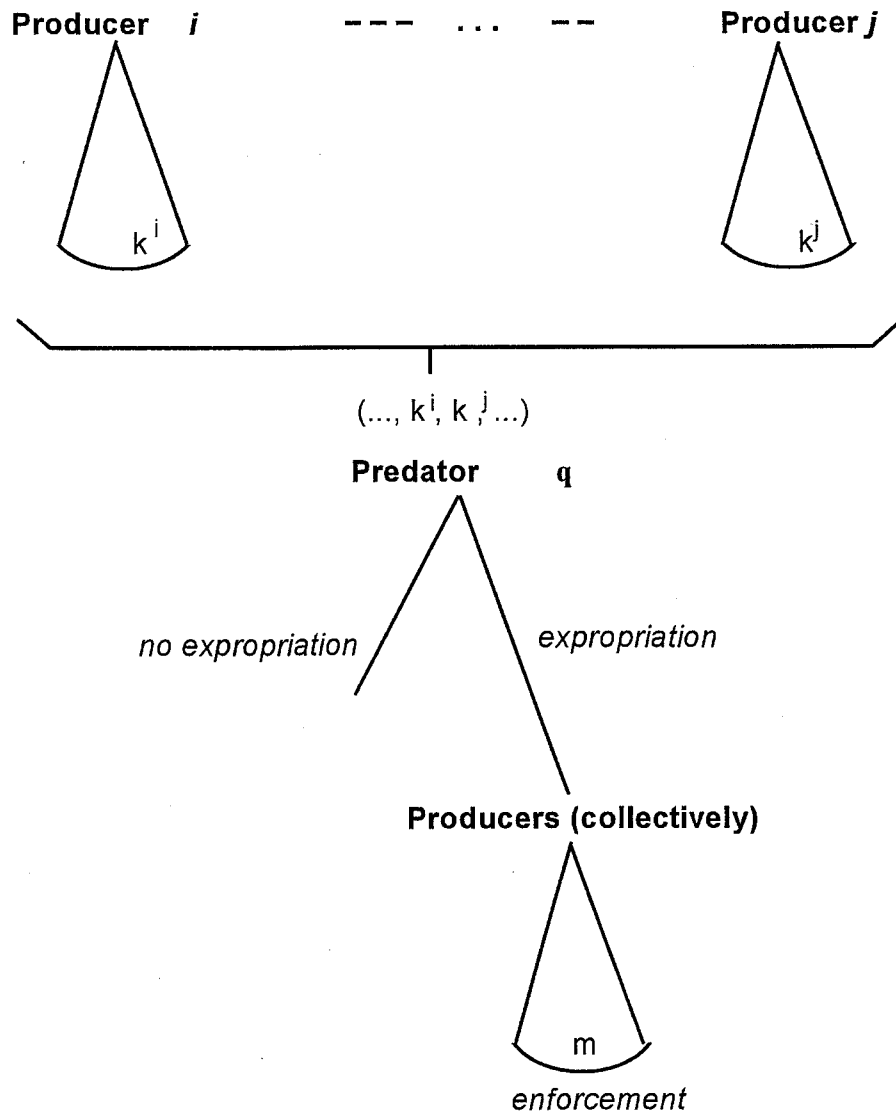 Producer i --- ... -- Producer j
k^i k^j
(..., k^i, k ,^j ...)
Predator q
no expropriation expropriation
Producers (collectively)
m
enforcement